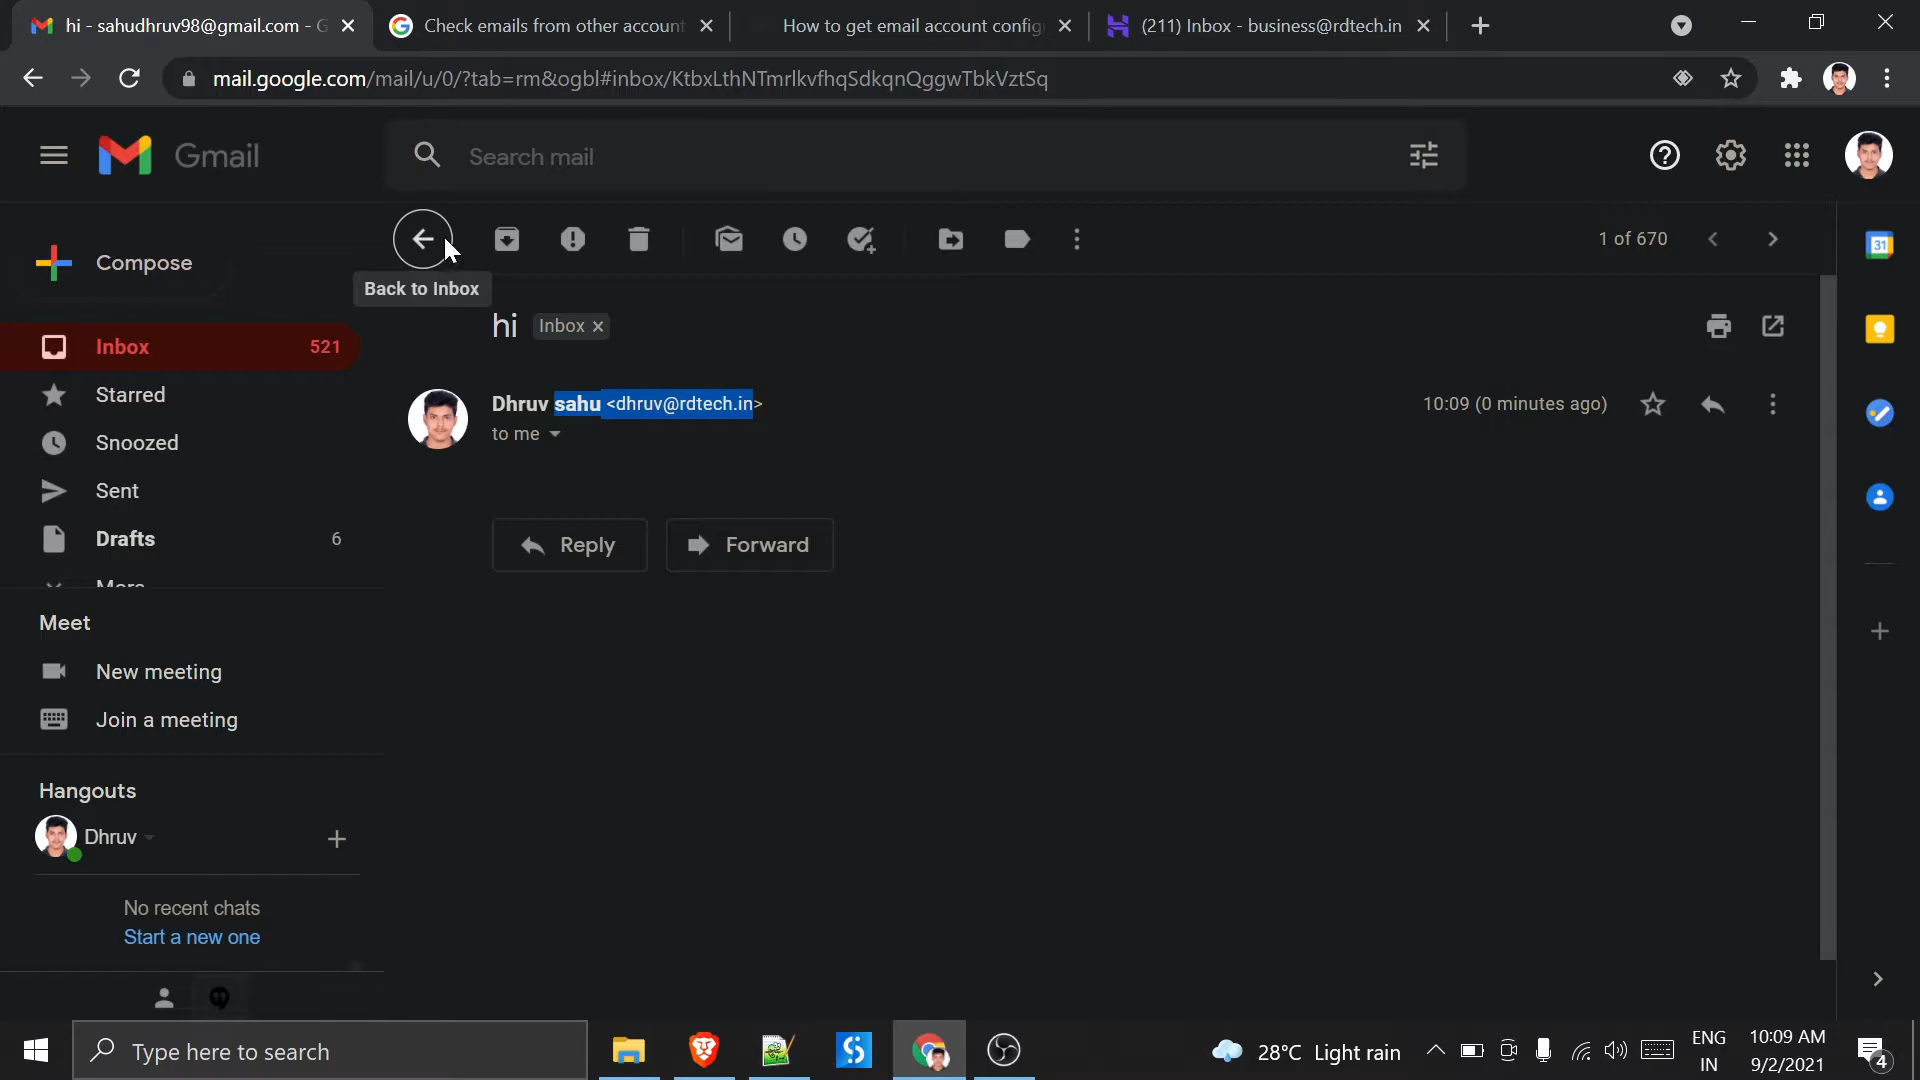 hi - sahudhruv98@gmail.com - G
Check emails from other account
How to get email account config
(211) Inbox - business@rdtech.in
mail.google.com/mail/u/0/?tab=rm&ogbl#inbox/KtbxLthNTmrlkvfhqSdkqnQggwTbkVztSq
Gmail
Search mail
Compose
1 of 670
Back to Inbox
31
hi Inbox ×
Inbox 521
Starred
Snoozed
Sent
Drafts 6
More
Dhruv sahu <dhruv@rdtech.in>
10:09 (0 minutes ago)
to me
Reply
Forward
Meet
New meeting
Join a meeting
Hangouts
Dhruv
No recent chats
Start a new one
Type here to search
28°C Light rain
ENG
IN
10:09 AM
9/2/2021
4